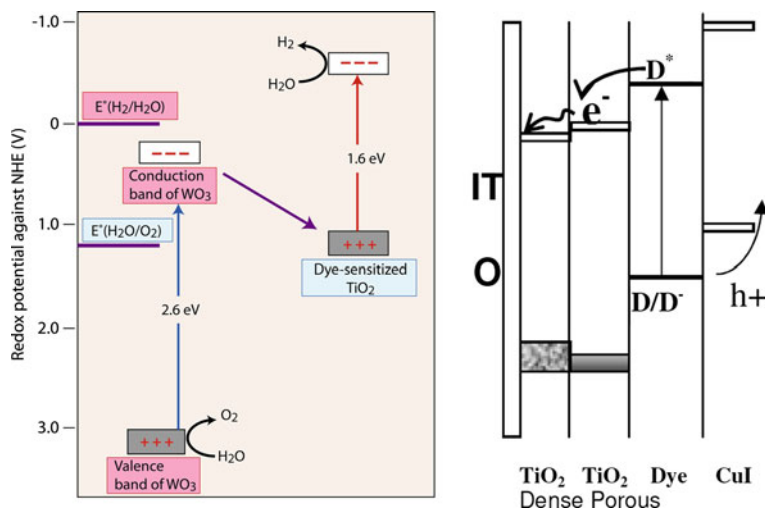 Redox potential against NHE (V)
-1.0
0
1.0
2.0
3.0
H₂
H₂O
E°(H₂/H₂O)
Conduction
band of WO₃
1.6 eV
E°(H₂O/O₂)
+++
Dye-sensitized
TiO₂
2.6 eV
+++
O₂
H₂O
Valence
band of WO₃
IT
O
D*
e-
D/D-
h+
TiO₂ TiO₂ Dye CuI
Dense Porous